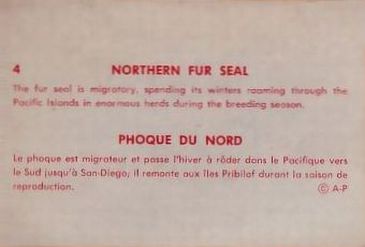 4
NORTHERN FUR SEAL
The fur seal is migratory, spending its winters roaming through the
Pacific Islands in enormous herds during the breeding season.
PHOQUE DU NORD
Le phoque est migrateur et passe l'hiver à rôder dans le Pacifique vers
le Sud jusqu'à San-Diego; il remonte aux îles Pribilof durant la saison de
reproduction.
© A-P